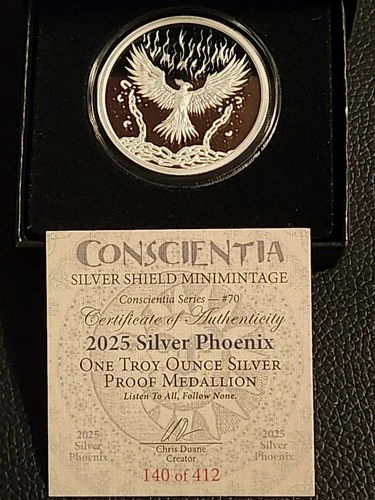 CONSCIENTIA
SILVER SHIELD MINIMINTAGE
Conscientia Series — #70
Certificate of Authenticity
2025 Silver Phoenix
ONE TROY OUNCE SILVER
PROOF MEDALLION
Listen To All, Follow None.
Chris Duane
Creator
2025
Silver
Phoenix
2025
Silver
Phoenix
140 of 412